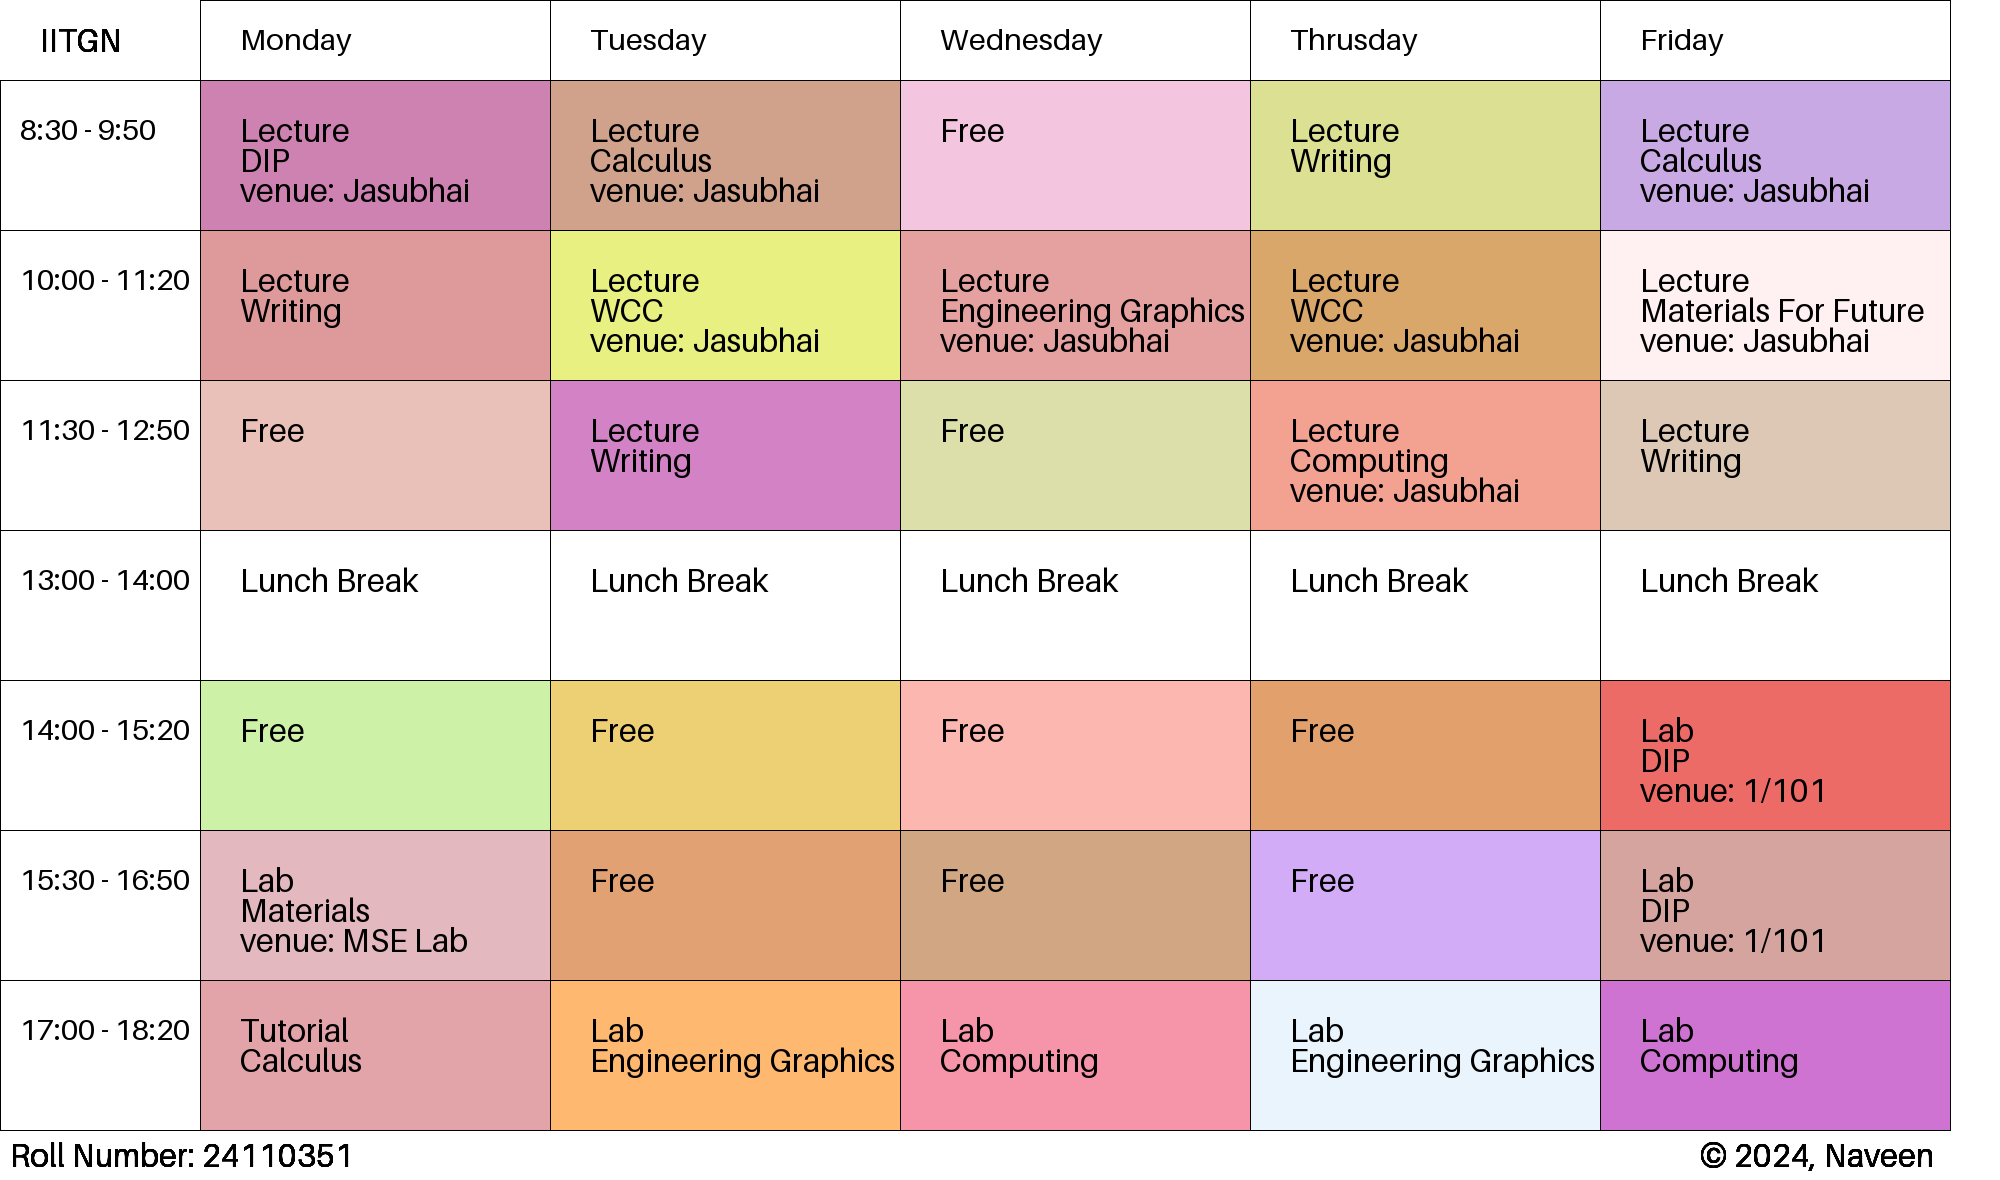 IITGN Monday Tuesday Wednesday Thrusday Friday
8:30 - 9:50
Lecture
DIP
venue: Jasubhai
Lecture
Calculus
venue: Jasubhai
Free
Lecture
Writing
Lecture
Calculus
venue: Jasubhai
10:00 - 11:20
Lecture
Writing
Lecture
WCC
venue: Jasubhai
Lecture
Engineering Graphics
venue: Jasubhai
Lecture
WCC
venue: Jasubhai
Lecture
Materials For Future
venue: Jasubhai
11:30 - 12:50
Free
Lecture
Writing
Free
Lecture
Computing
venue: Jasubhai
Lecture
Writing
13:00 - 14:00
Lunch Break
Lunch Break
Lunch Break
Lunch Break
Lunch Break
14:00 - 15:20
Free
Free
Free
Free
Lab
DIP
venue: 1/101
15:30 - 16:50
Lab
Materials
venue: MSE Lab
Free
Free
Free
Lab
DIP
venue: 1/101
17:00 - 18:20
Tutorial
Calculus
Lab
Engineering Graphics
Lab
Computing
Lab
Engineering Graphics
Lab
Computing
Roll Number: 24110351
© 2024, Naveen